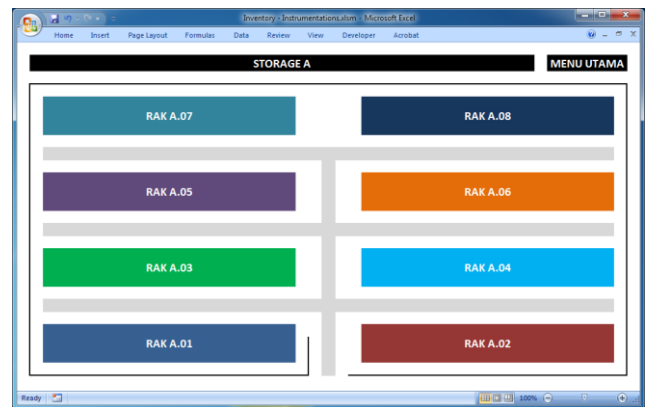 Inventory - Instrumentations.xlsm - Microsoft Excel
Home Insert Page Layout Formulas Data Review View Developer Acrobat
STORAGE A MENU UTAMA
RAK A.07 RAK A.08
RAK A.05 RAK A.06
RAK A.03 RAK A.04
RAK A.01 RAK A.02
Ready 100%